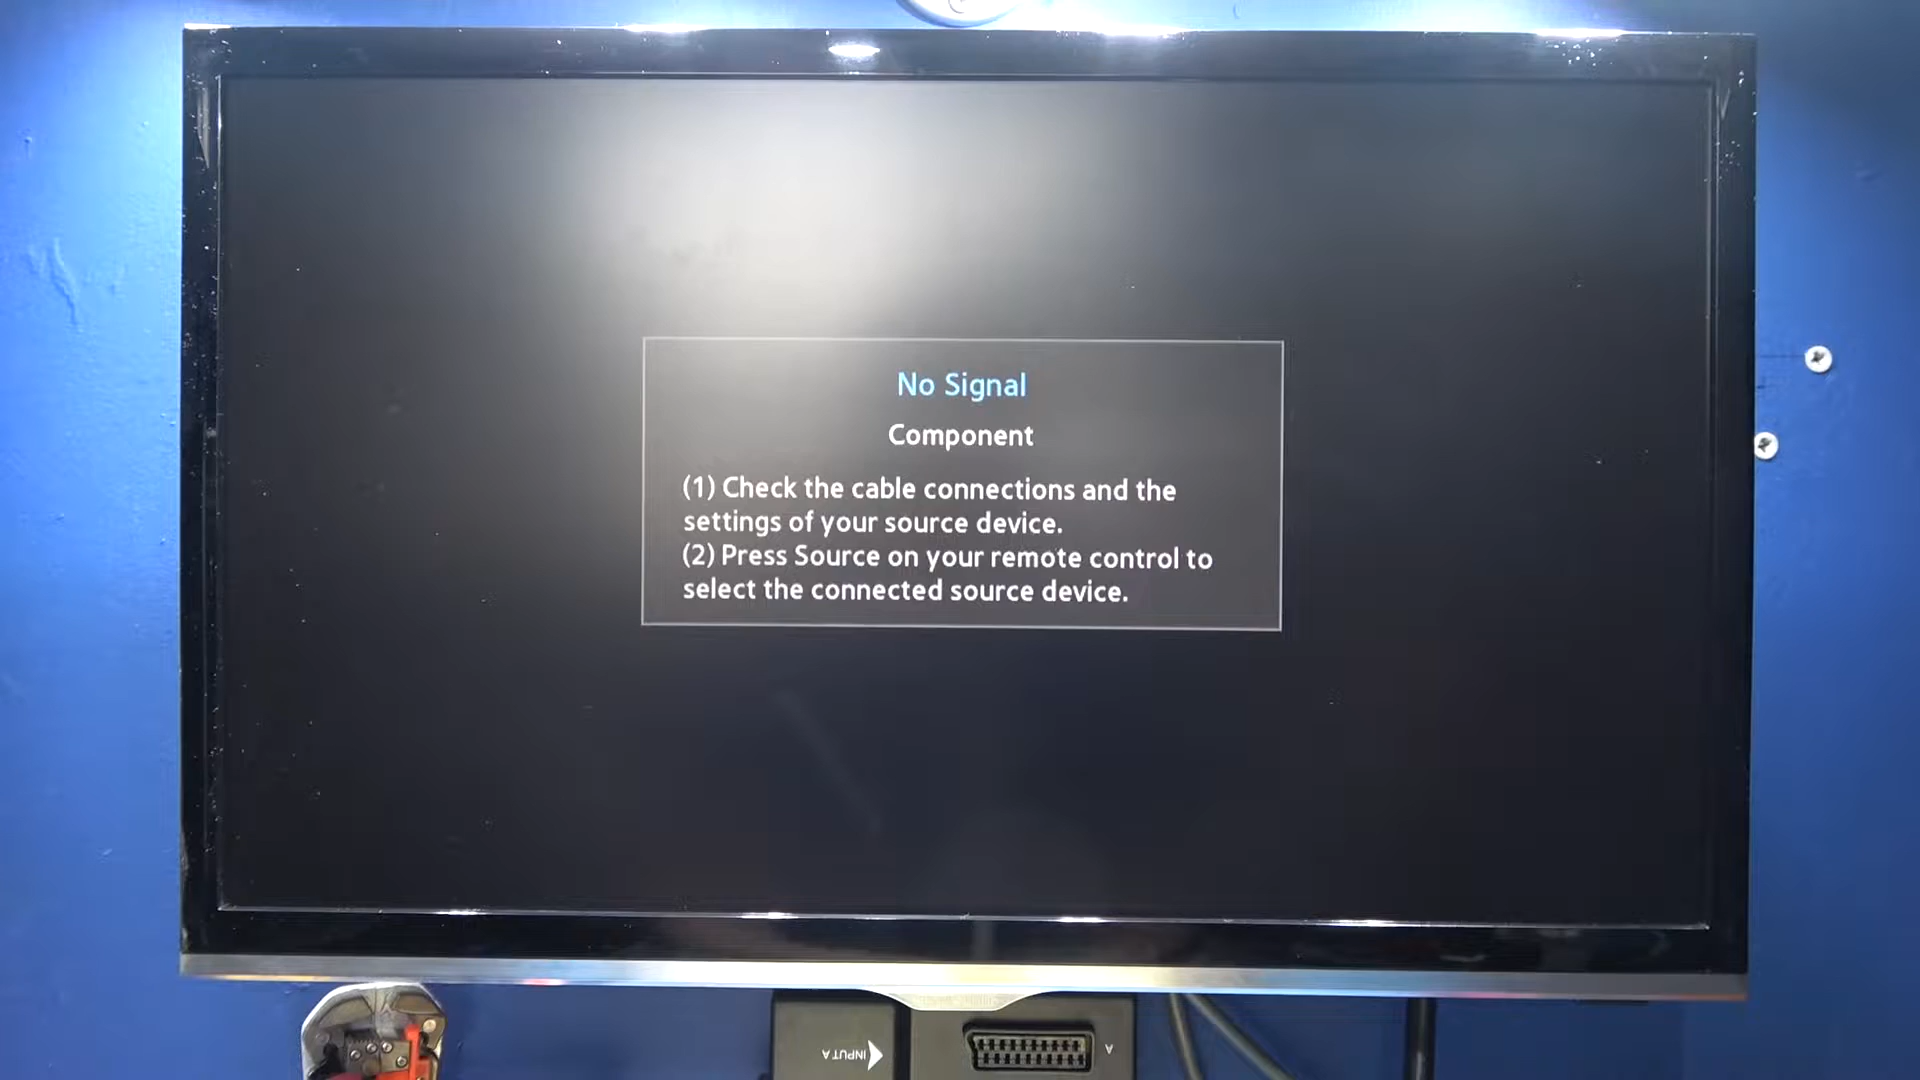 No Signal
Component
(1) Check the cable connections and the
settings of your source device.
(2) Press Source on your remote control to
select the connected source device.
INPUT A
A